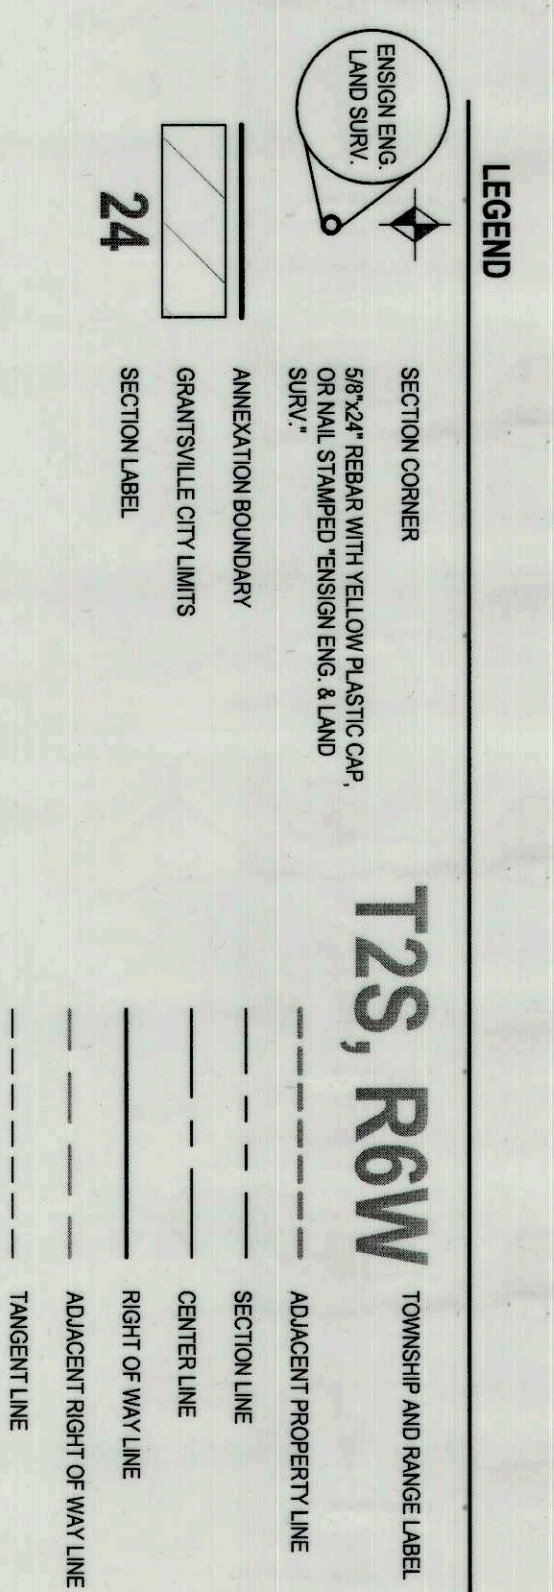 LEGEND
ENSIGN ENG.
LAND SURV.
SECTION CORNER
5/8"x24" REBAR WITH YELLOW PLASTIC CAP,
OR NAIL STAMPED "ENSIGN ENG. & LAND
SURV."
ANNEXATION BOUNDARY
GRANTSVILLE CITY LIMITS
24
SECTION LABEL
T2S, R6W
TOWNSHIP AND RANGE LABEL
ADJACENT PROPERTY LINE
SECTION LINE
CENTER LINE
RIGHT OF WAY LINE
ADJACENT RIGHT OF WAY LINE
TANGENT LINE